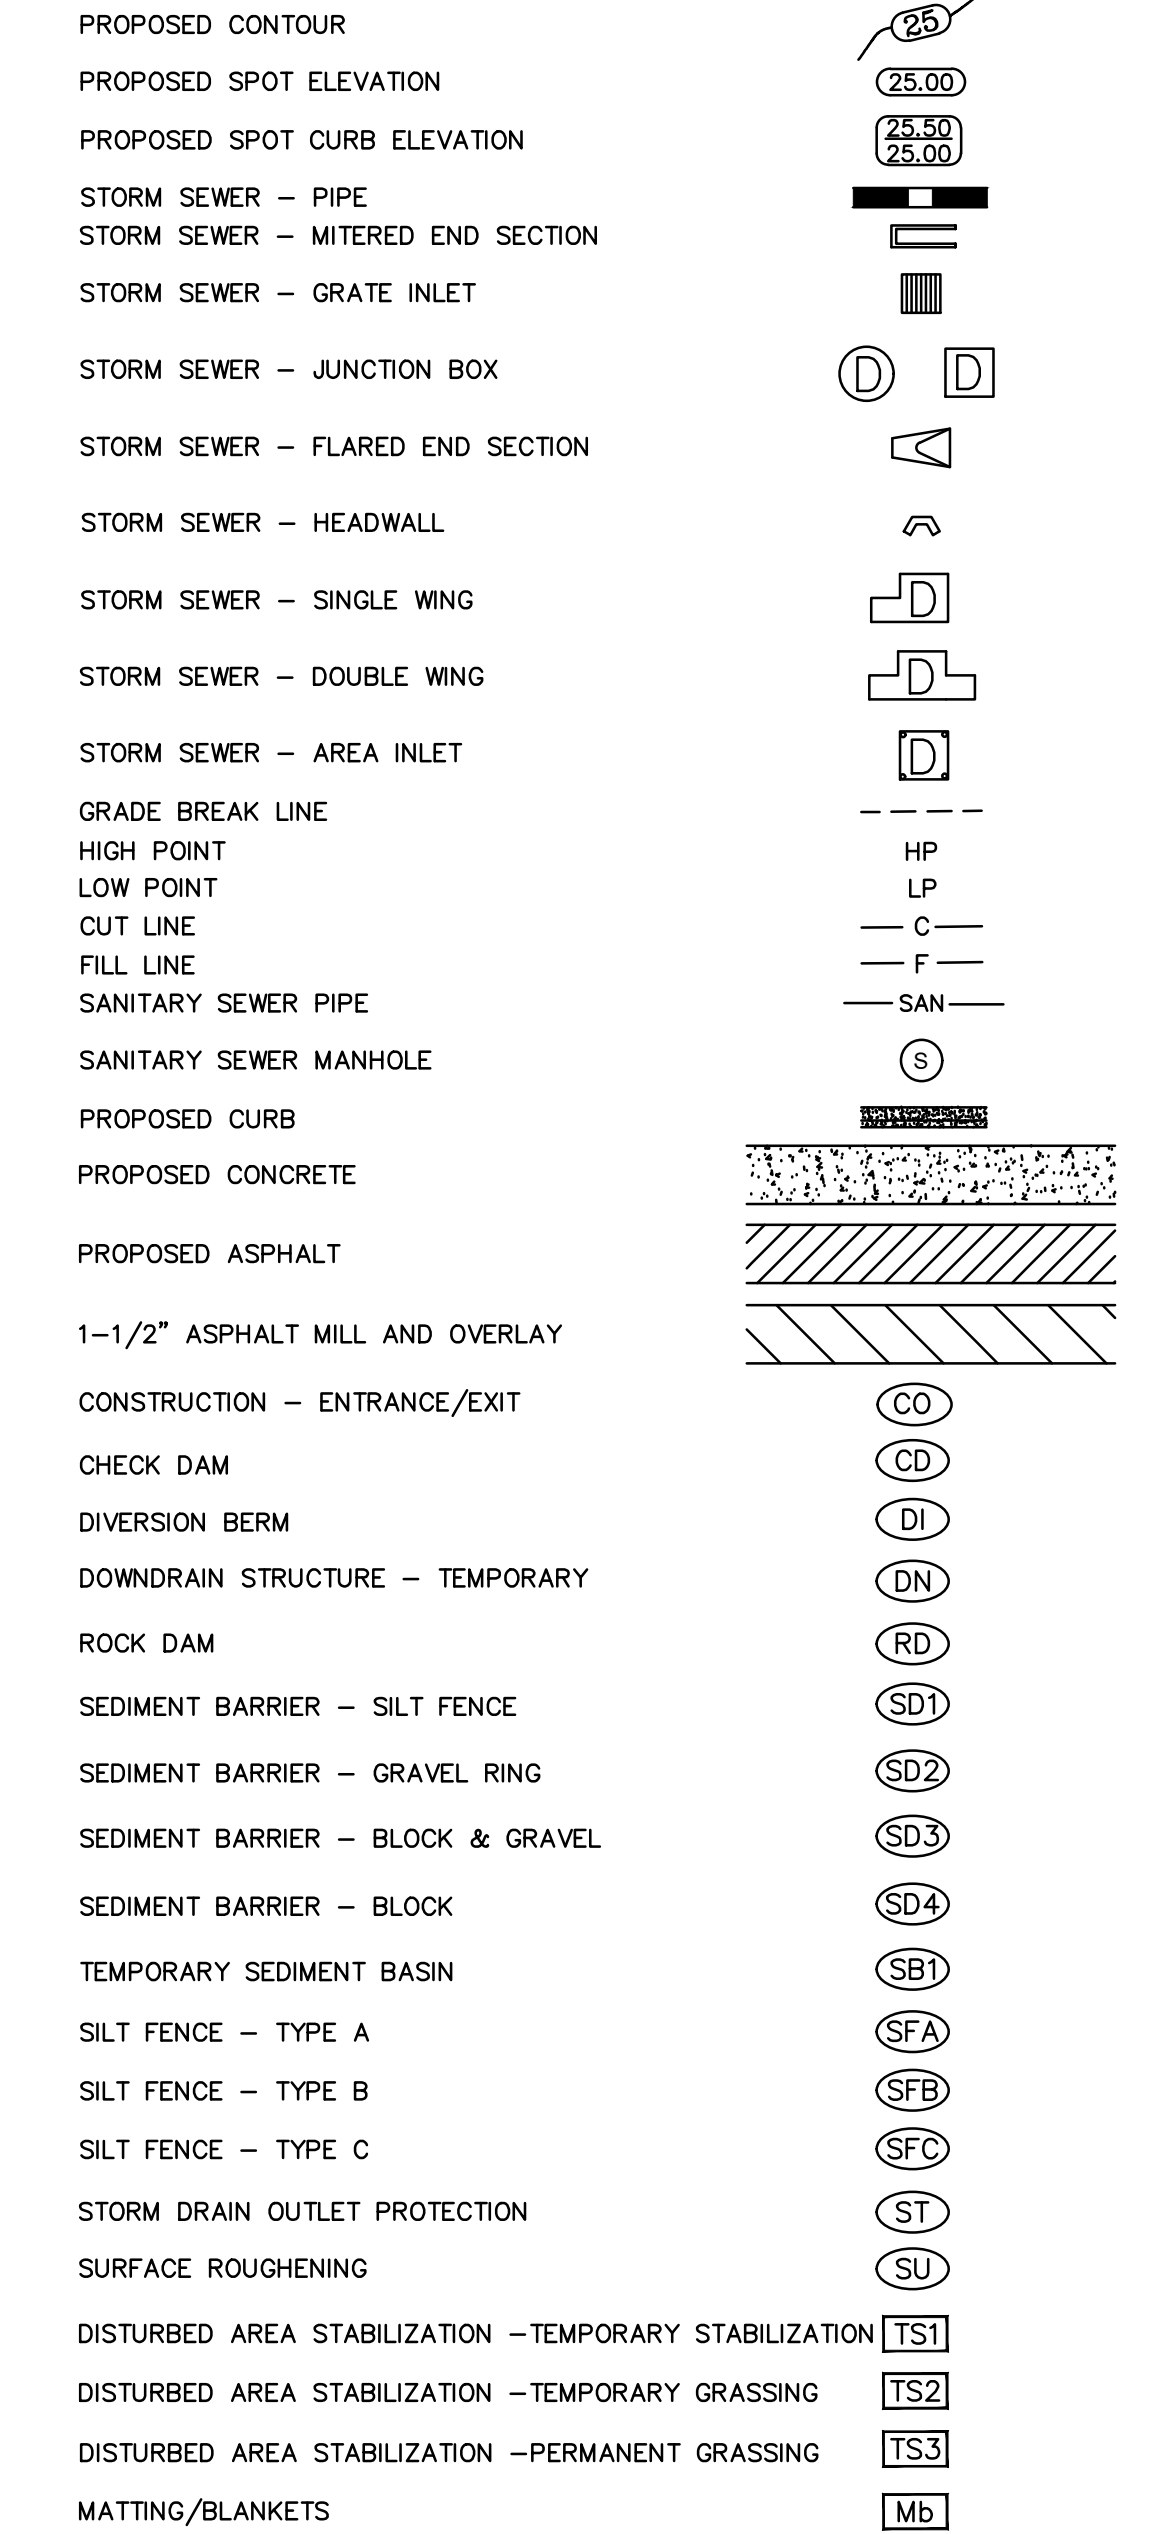 PROPOSED CONTOUR 25
PROPOSED SPOT ELEVATION 25.00
PROPOSED SPOT CURB ELEVATION 25.50
25.00
STORM SEWER – PIPE
STORM SEWER – MITERED END SECTION
STORM SEWER – GRATE INLET
STORM SEWER – JUNCTION BOX D D
STORM SEWER – FLARED END SECTION
STORM SEWER – HEADWALL
STORM SEWER – SINGLE WING D
STORM SEWER – DOUBLE WING D
STORM SEWER – AREA INLET D
GRADE BREAK LINE
HIGH POINT HP
LOW POINT LP
CUT LINE C
FILL LINE F
SANITARY SEWER PIPE SAN
SANITARY SEWER MANHOLE S
PROPOSED CURB
PROPOSED CONCRETE
PROPOSED ASPHALT
1–1/2” ASPHALT MILL AND OVERLAY
CONSTRUCTION – ENTRANCE/EXIT CO
CHECK DAM CD
DIVERSION BERM DI
DOWNDRAIN STRUCTURE – TEMPORARY DN
ROCK DAM RD
SEDIMENT BARRIER – SILT FENCE SD1
SEDIMENT BARRIER – GRAVEL RING SD2
SEDIMENT BARRIER – BLOCK & GRAVEL SD3
SEDIMENT BARRIER – BLOCK SD4
TEMPORARY SEDIMENT BASIN SB1
SILT FENCE – TYPE A SFA
SILT FENCE – TYPE B SFB
SILT FENCE – TYPE C SFC
STORM DRAIN OUTLET PROTECTION ST
SURFACE ROUGHENING SU
DISTURBED AREA STABILIZATION –TEMPORARY STABILIZATION TS1
DISTURBED AREA STABILIZATION –TEMPORARY GRASSING TS2
DISTURBED AREA STABILIZATION –PERMANENT GRASSING TS3
MATTING/BLANKETS Mb